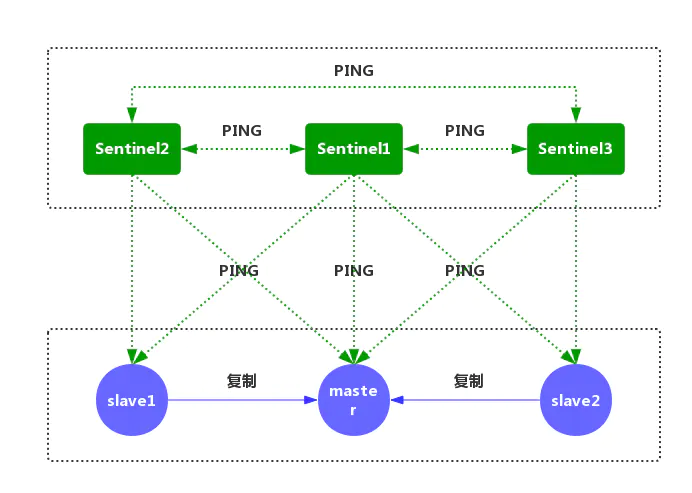 PING
PING
PING
Sentinel2
Sentinel1
Sentinel3
PING
PING
PING
复制
复制
slave1
maste
r
slave2